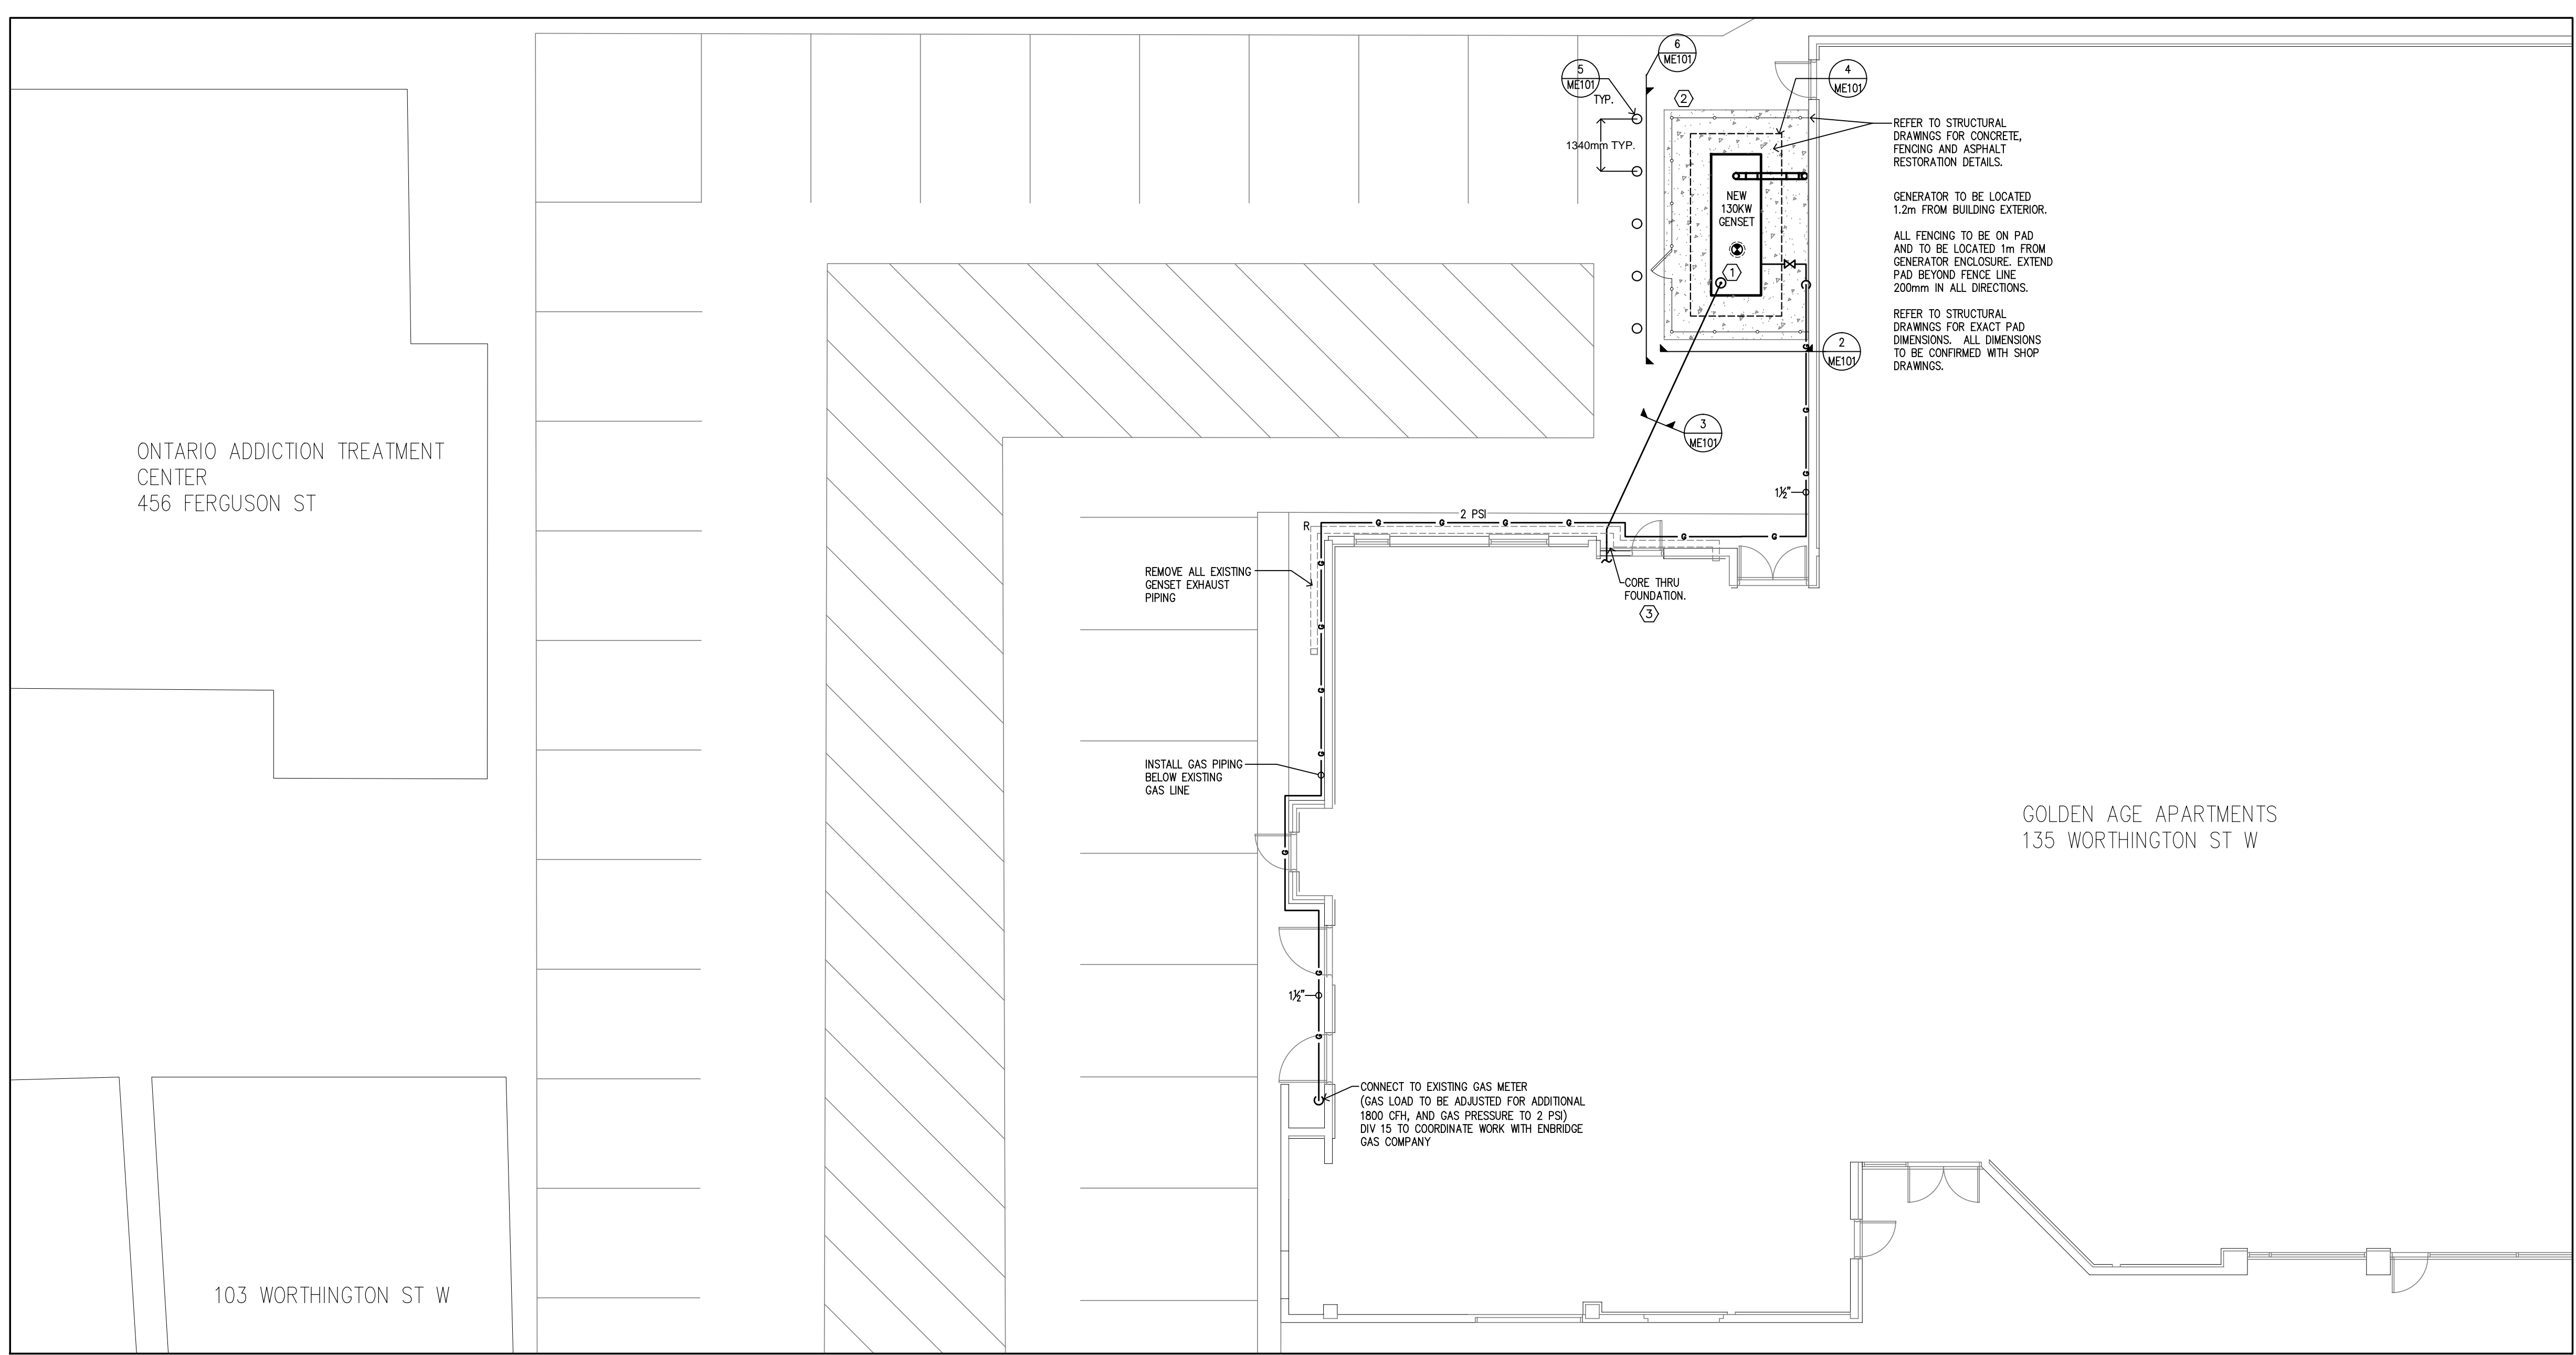 6
ME101
5
ME101
TYP.
4
ME101
2
1340mm TYP.
REFER TO STRUCTURAL
DRAWINGS FOR CONCRETE,
FENCING AND ASPHALT
RESTORATION DETAILS.
NEW
130KW
GENSET
1
GENERATOR TO BE LOCATED
1.2m FROM BUILDING EXTERIOR.
ALL FENCING TO BE ON PAD
AND TO BE LOCATED 1m FROM
GENERATOR ENCLOSURE. EXTEND
PAD BEYOND FENCE LINE
200mm IN ALL DIRECTIONS.
REFER TO STRUCTURAL
DRAWINGS FOR EXACT PAD
DIMENSIONS. ALL DIMENSIONS
TO BE CONFIRMED WITH SHOP
DRAWINGS.
2
ME101
G
G
G
3
ME101
1½"
ONTARIO ADDICTION TREATMENT
CENTER
456 FERGUSON ST
R
2 PSI
G
G
G
G
G
G
REMOVE ALL EXISTING
GENSET EXHAUST
PIPING
CORE THRU
FOUNDATION.
3
G
G
G
G
INSTALL GAS PIPING
BELOW EXISTING
GAS LINE
G
GOLDEN AGE APARTMENTS
135 WORTHINGTON ST W
G
1½"
G
CONNECT TO EXISTING GAS METER
(GAS LOAD TO BE ADJUSTED FOR ADDITIONAL
1800 CFH, AND GAS PRESSURE TO 2 PSI)
DIV 15 TO COORDINATE WORK WITH ENBRIDGE
GAS COMPANY
103 WORTHINGTON ST W